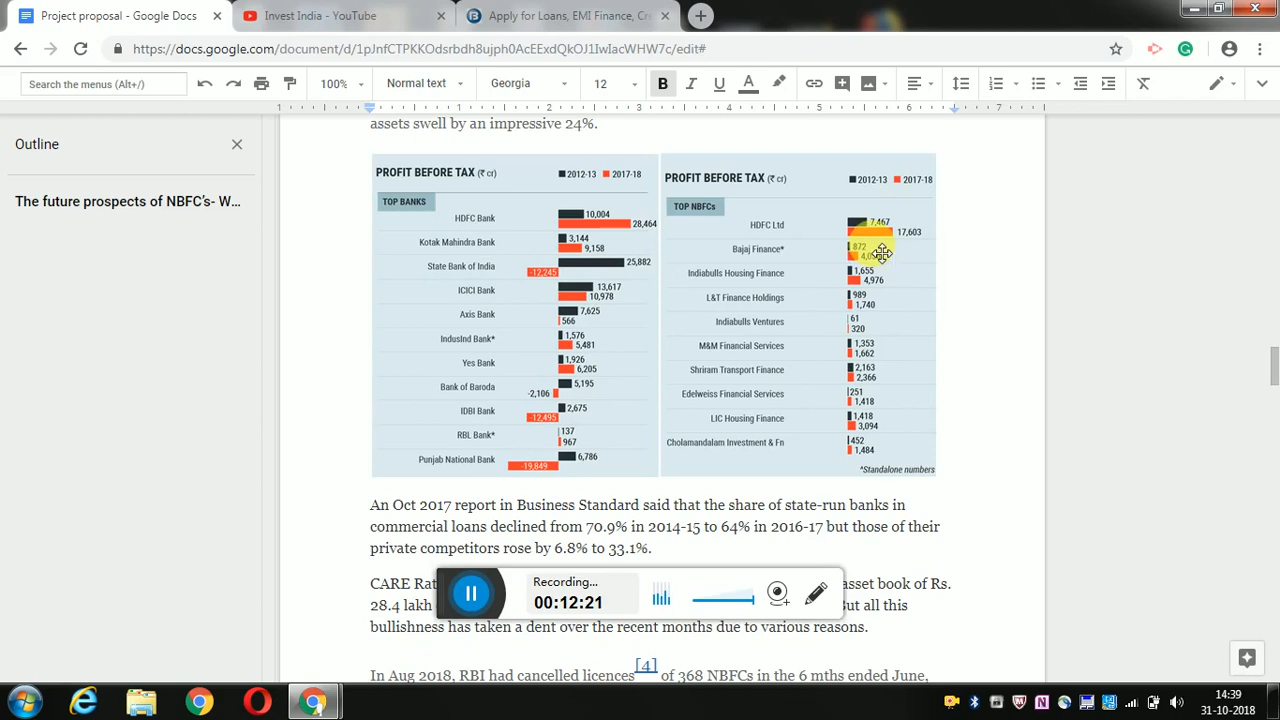 Project proposal - Google Docs
Invest India - YouTube
Apply for Loans, EMI Finance, Cre
https://docs.google.com/document/d/1pJnfCTPKKOdsrbdh8ujph0AcEExdQkOJ1IwIacWHW7c/edit#
Search the menus (Alt+/)
100%
Normal text
Georgia
12
B I U A
1 1 2 3 4 5 6 7
Outline
The future prospects of NBFC's- W...
assets swell by an impressive 24%.
PROFIT BEFORE TAX (₹ cr) 2012-13 2017-18
TOP BANKS
HDFC Bank 10,004 28,464
Kotak Mahindra Bank 3,144 9,158
State Bank of India 25,882 -12,245
ICICI Bank 13,617 10,978
Axis Bank 7,625 566
IndusInd Bank* 1,576 5,481
Yes Bank 1,926 6,205
Bank of Baroda 5,195 -2,106
IDBI Bank 2,675 -12,495
RBL Bank* 137 967
Punjab National Bank 6,786 -19,849
PROFIT BEFORE TAX (₹ cr) 2012-13 2017-18
TOP NBFCs
HDFC Ltd 7,467 17,603
Bajaj Finance* 872
Indiabulls Housing Finance 1,655 4,976
L&T Finance Holdings 989 1,740
Indiabulls Ventures 61 320
M&M Financial Services 1,353 1,662
Shriram Transport Finance 2,163 2,366
Edelweiss Financial Services 251 1,418
LIC Housing Finance 1,418 3,094
Cholamandalam Investment & Fn 452 1,484
*Standalone numbers
An Oct 2017 report in Business Standard said that the share of state-run banks in
commercial loans declined from 70.9% in 2014-15 to 64% in 2016-17 but those of their
private competitors rose by 6.8% to 33.1%.
CARE asset book of Rs.
28.4 lakh But all this
bullishness has taken a dent over the recent months due to various reasons.
In Aug 2018, RBI had cancelled licences[4] of 368 NBFCs in the 6 mths ended June,
Recording...
00:12:21
14:39
31-10-2018